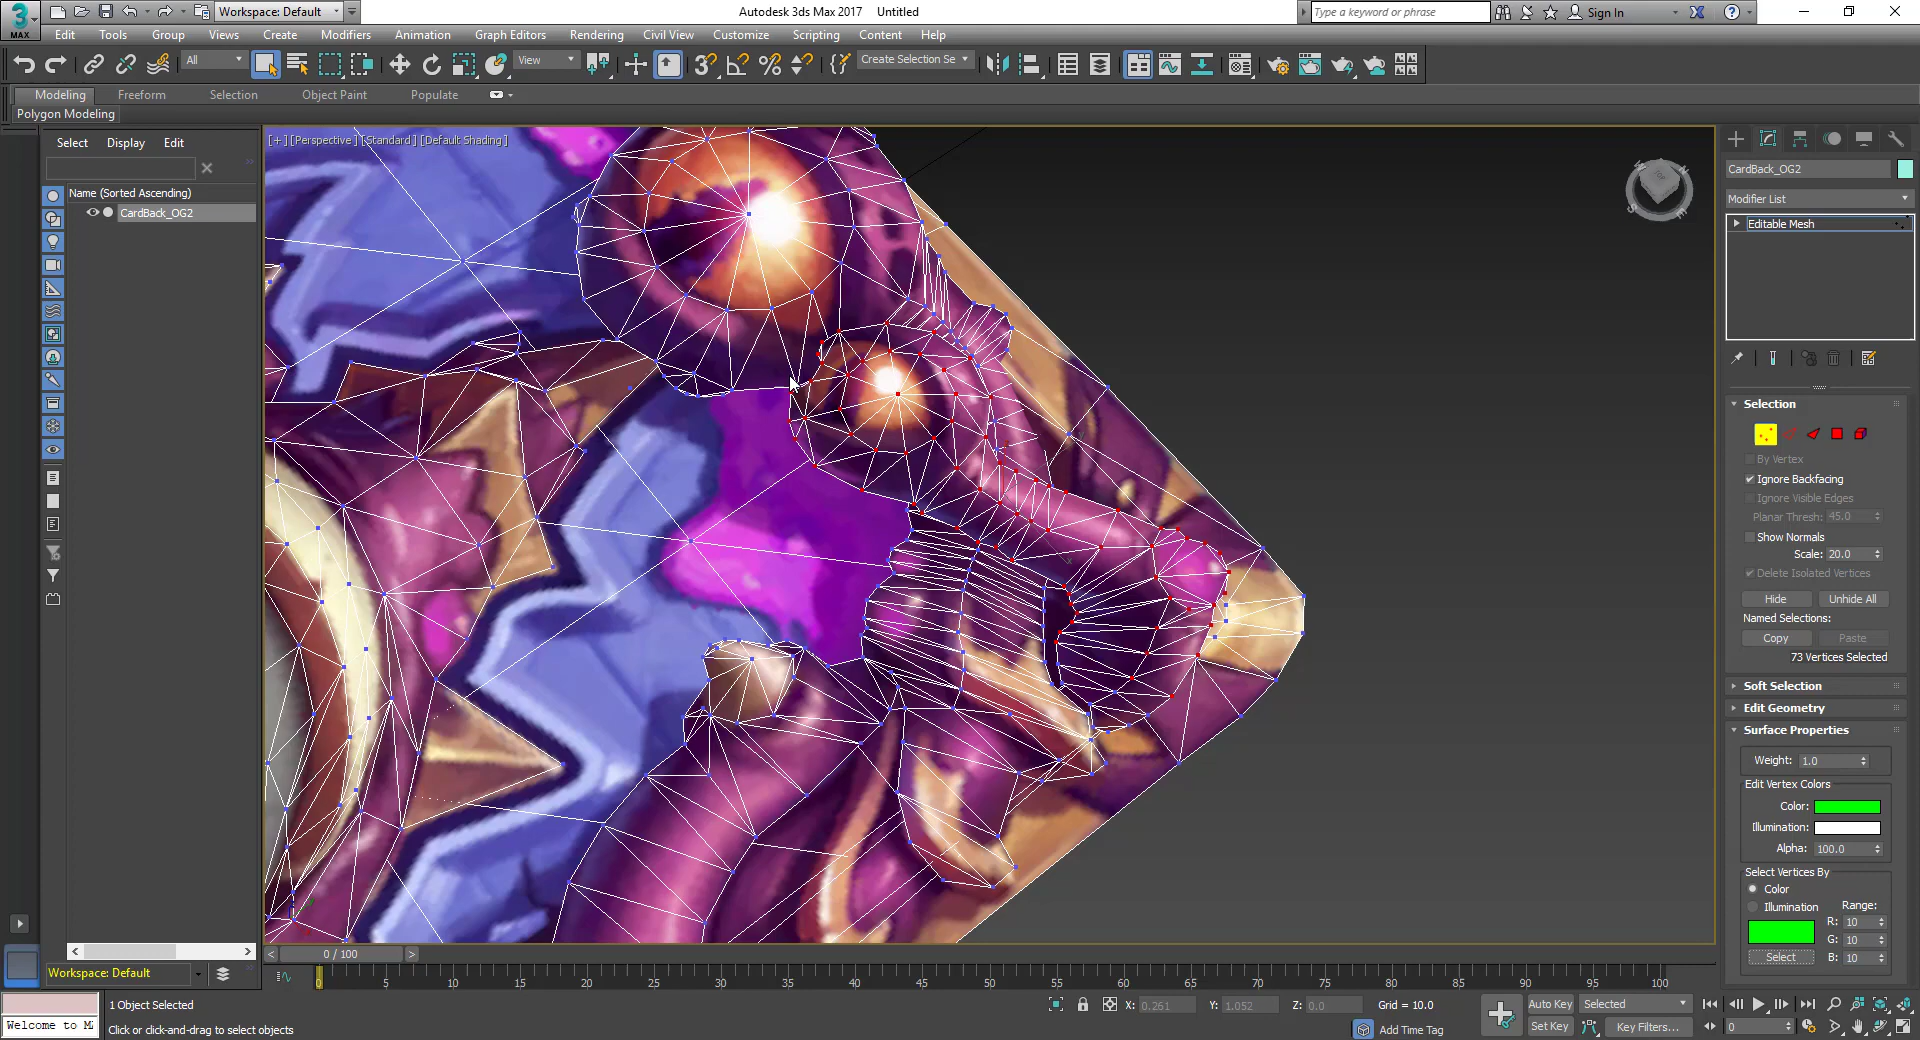 3
MAX
Workspace: Default
Autodesk 3ds Max 2017    Untitled
Type a keyword or phrase
Sign In
Edit Tools Group Views Create Modifiers Animation Graph Editors Rendering Civil View Customize Scripting Content Help
All
View
Create Selection Se
Modeling Freeform Selection Object Paint Populate
Polygon Modeling
Select Display Edit
Name (Sorted Ascending)
CardBack_OG2
[+] [Perspective] [Standard] [Default Shading]
CardBack_OG2
Modifier List
Editable Mesh
Selection
By Vertex
Ignore Backfacing
Ignore Visible Edges
Planar Thresh: 45.0
Show Normals
Scale: 20.0
Delete Isolated Vertices
Hide Unhide All
Named Selections:
Copy Paste
73 Vertices Selected
Soft Selection
Edit Geometry
Surface Properties
Weight: 1.0
Edit Vertex Colors
Color:
Illumination:
Alpha: 100.0
Select Vertices By
Color
Illumination Range:
R: 10
G: 10
Select B: 10
0 / 100
Workspace: Default
0 5 10 15 20 25 30 35 40 45 50 55 60 65 70 75 80 85 90 95 100
1 Object Selected
X: 0.261 Y: 1.052 Z: 0.0 Grid = 10.0
Auto Key Selected
Welcome to M
Click or click-and-drag to select objects
Add Time Tag
Set Key Key Filters...
0